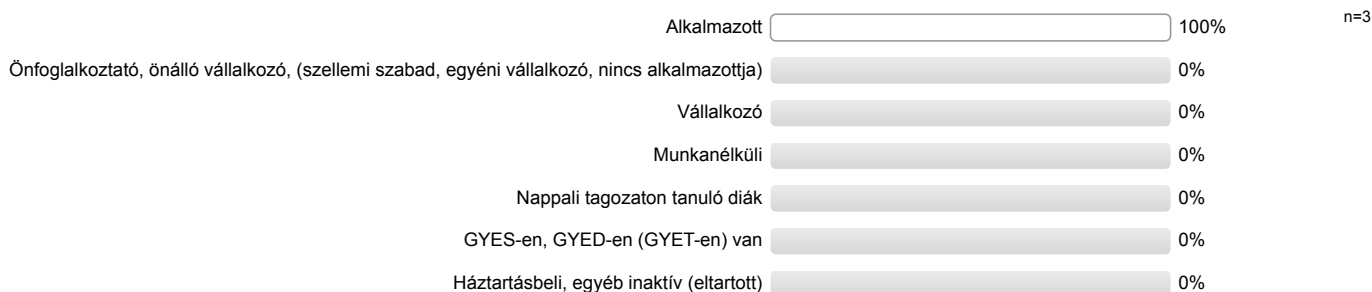 Alkalmazott 100% n=3
Önfoglalkoztató, önálló vállalkozó, (szellemi szabad, egyéni vállalkozó, nincs alkalmazottja) 0%
Vállalkozó 0%
Munkanélküli 0%
Nappali tagozaton tanuló diák 0%
GYES-en, GYED-en (GYET-en) van 0%
Háztartásbeli, egyéb inaktív (eltartott) 0%